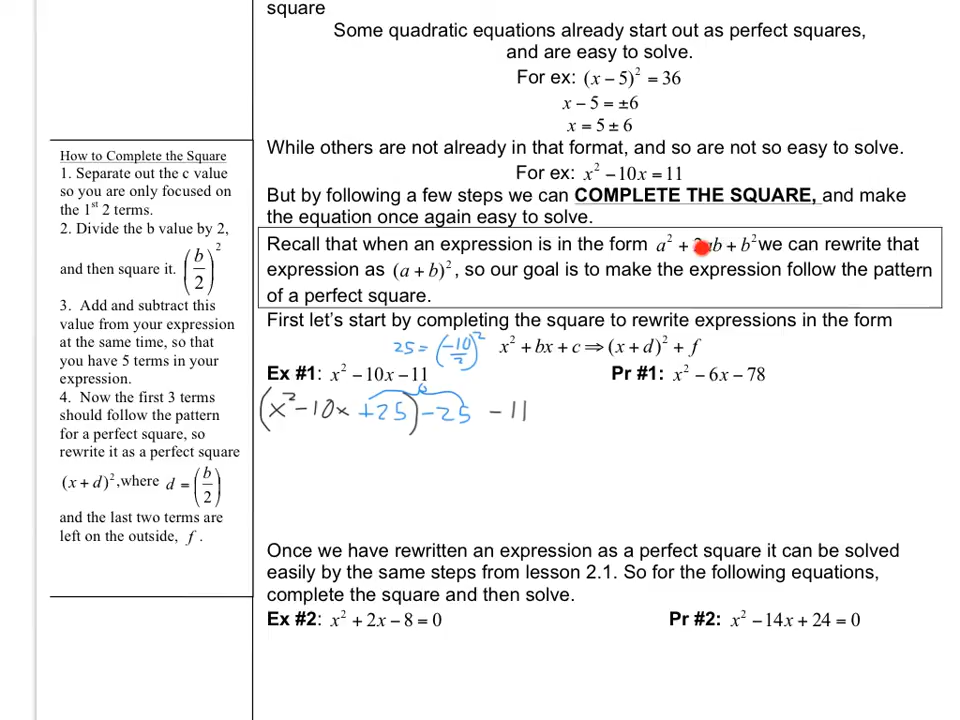 square
Some quadratic equations already start out as perfect squares,
and are easy to solve.
For ex: (x − 5)² = 36
x − 5 = ±6
x = 5 ± 6
While others are not already in that format, and so are not so easy to solve.
For ex: x² − 10x = 11
But by following a few steps we can COMPLETE THE SQUARE, and make
the equation once again easy to solve.
Recall that when an expression is in the form a² + 2ab + b² we can rewrite that
expression as (a + b)², so our goal is to make the expression follow the pattern
of a perfect square.
First let's start by completing the square to rewrite expressions in the form
x² + bx + c ⇒ (x + d)² + f
25 = (-10/2)²
Ex #1: x² − 10x − 11
Pr #1: x² − 6x − 78
0
(x² − 10x + 25) − 25 − 11
Once we have rewritten an expression as a perfect square it can be solved
easily by the same steps from lesson 2.1. So for the following equations,
complete the square and then solve.
Ex #2: x² + 2x − 8 = 0
Pr #2: x² − 14x + 24 = 0
How to Complete the Square
1. Separate out the c value
so you are only focused on
the 1st 2 terms.
2. Divide the b value by 2,
and then square it. (b/2)²
3. Add and subtract this
value from your expression
at the same time, so that
you have 5 terms in your
expression.
4. Now the first 3 terms
should follow the pattern
for a perfect square, so
rewrite it as a perfect square
(x + d)², where d = (b/2)
and the last two terms are
left on the outside, f.